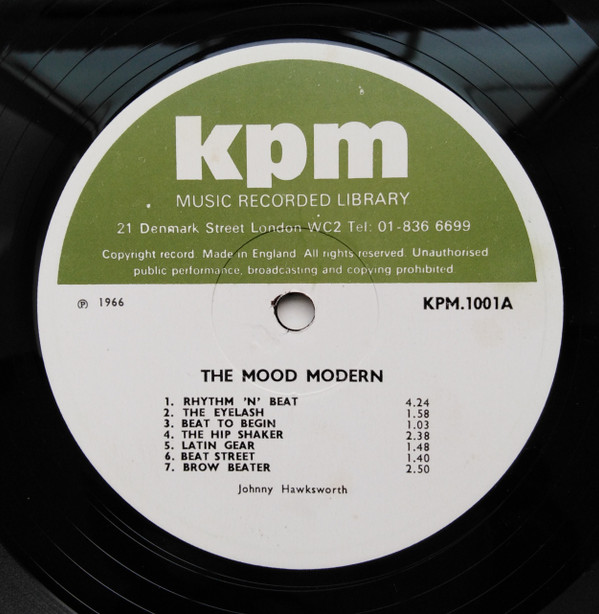 kpm
MUSIC RECORDED LIBRARY
21 Denmark Street London WC2 Tel: 01-836 6699
Copyright record. Made in England. All rights reserved. Unauthorised
public performance, broadcasting and copying prohibited
℗ 1966
KPM.1001A
THE MOOD MODERN
1. RHYTHM 'N' BEAT 4.24
2. THE EYELASH 1.58
3. BEAT TO BEGIN 1.03
4. THE HIP SHAKER 2.38
5. LATIN GEAR 1.48
6. BEAT STREET 1.40
7. BROW BEATER 2.50
Johnny Hawksworth